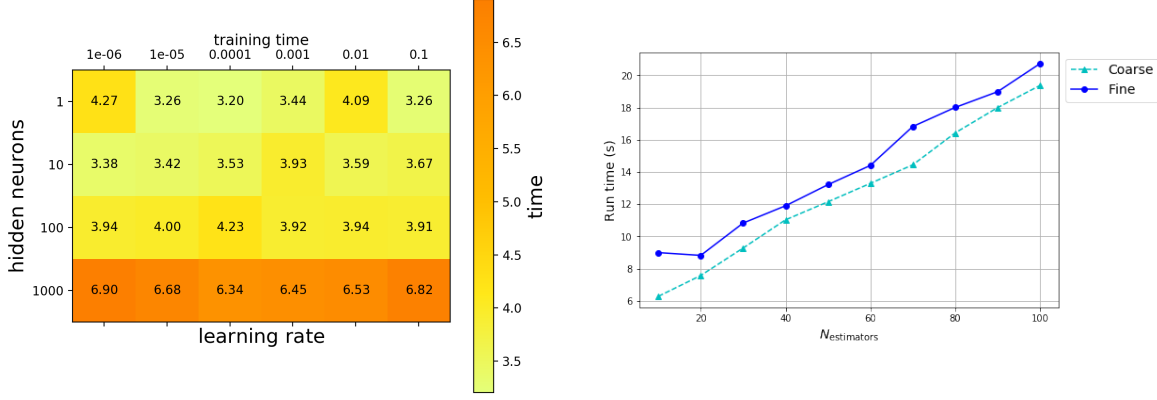 training time
1e-06 1e-05 0.0001 0.001 0.01 0.1
1 4.27 3.26 3.20 3.44 4.09 3.26
10 3.38 3.42 3.53 3.93 3.59 3.67
100 3.94 4.00 4.23 3.92 3.94 3.91
1000 6.90 6.68 6.34 6.45 6.53 6.82
hidden neurons
learning rate
6.5
6.0
5.5
5.0
4.5
4.0
3.5
time
20
18
16
14
12
10
8
6
Run time (s)
20 40 60 80 100
N_estimators
Coarse
Fine